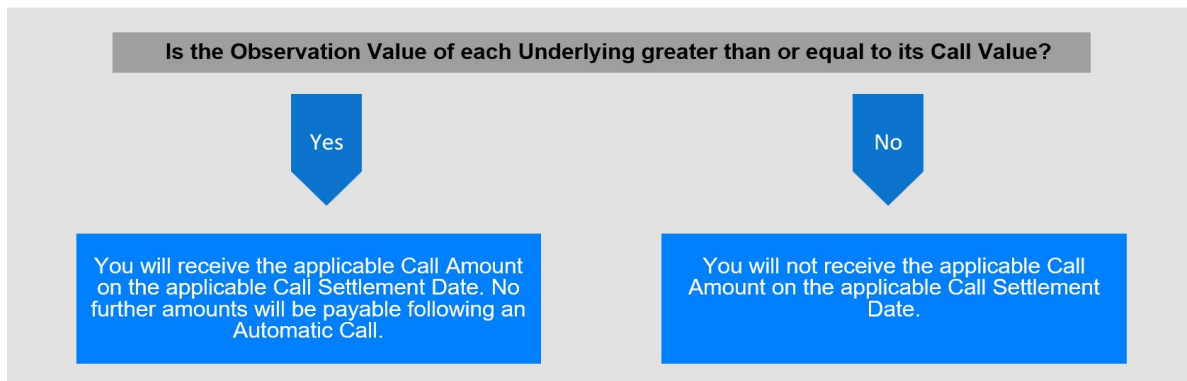 Is the Observation Value of each Underlying greater than or equal to its Call Value?
Yes
No
You will receive the applicable Call Amount
on the applicable Call Settlement Date. No
further amounts will be payable following an
Automatic Call.
You will not receive the applicable Call
Amount on the applicable Call Settlement
Date.